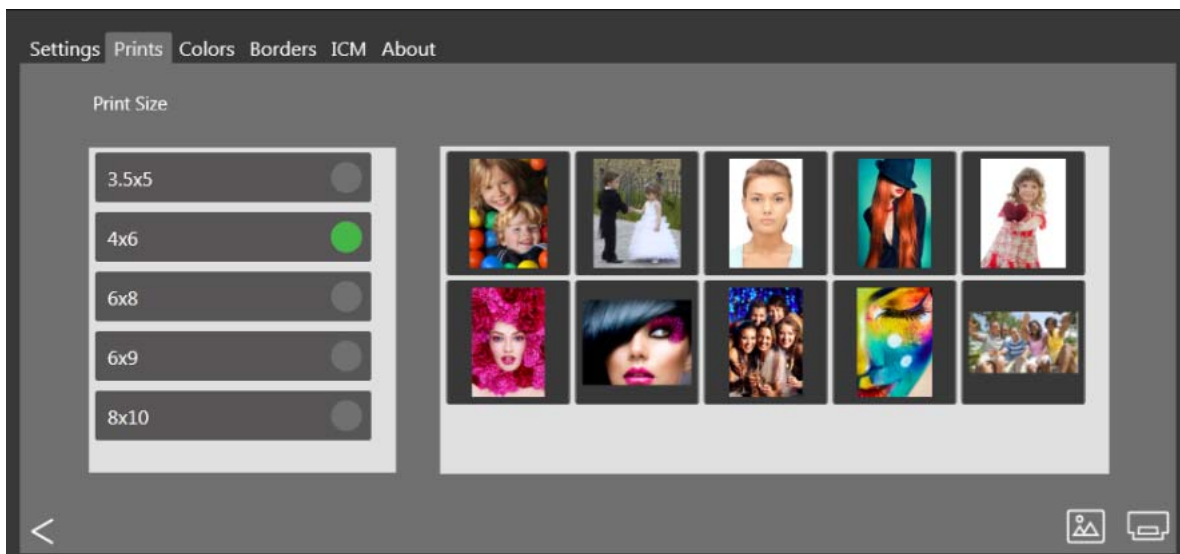 Settings Prints Colors Borders ICM About
Print Size
3.5x5
4x6
6x8
6x9
8x10